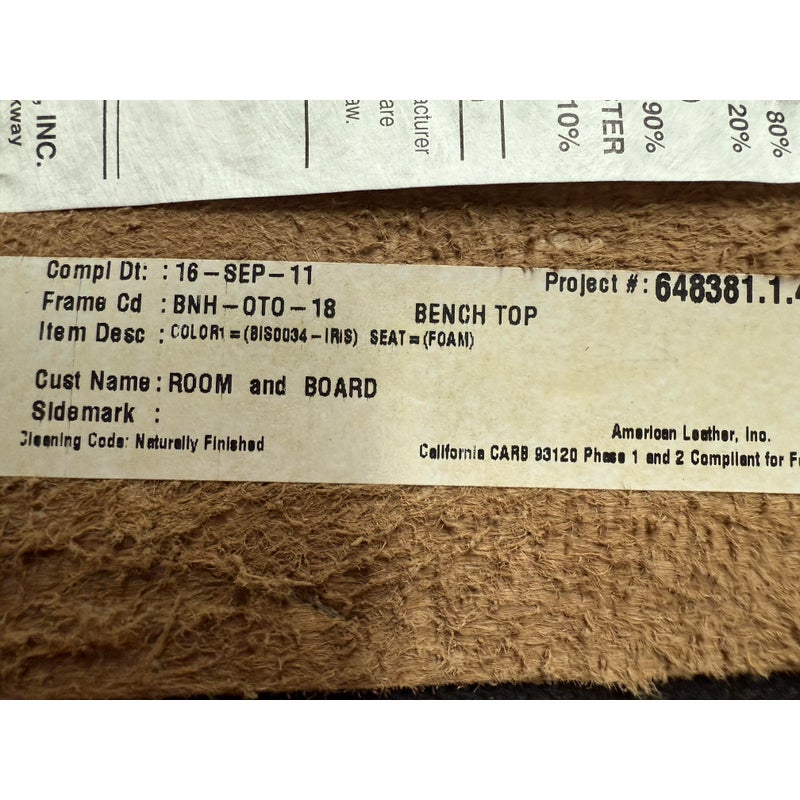 , INC.
kway
aw.
are
acturer
10%
TER
90%
20%
80%
Compl Dt: : 16-SEP-11
Project #: 648381.1.4
Frame Cd : BNH-OTO-18 BENCH TOP
Item Desc : COLOR1=(BIS0034-IRIS) SEAT=(FOAM)
Cust Name: ROOM and BOARD
Sidemark :
Cleaning Code: Naturally Finished
American Leather, Inc.
California CARB 93120 Phase 1 and 2 Compliant for F